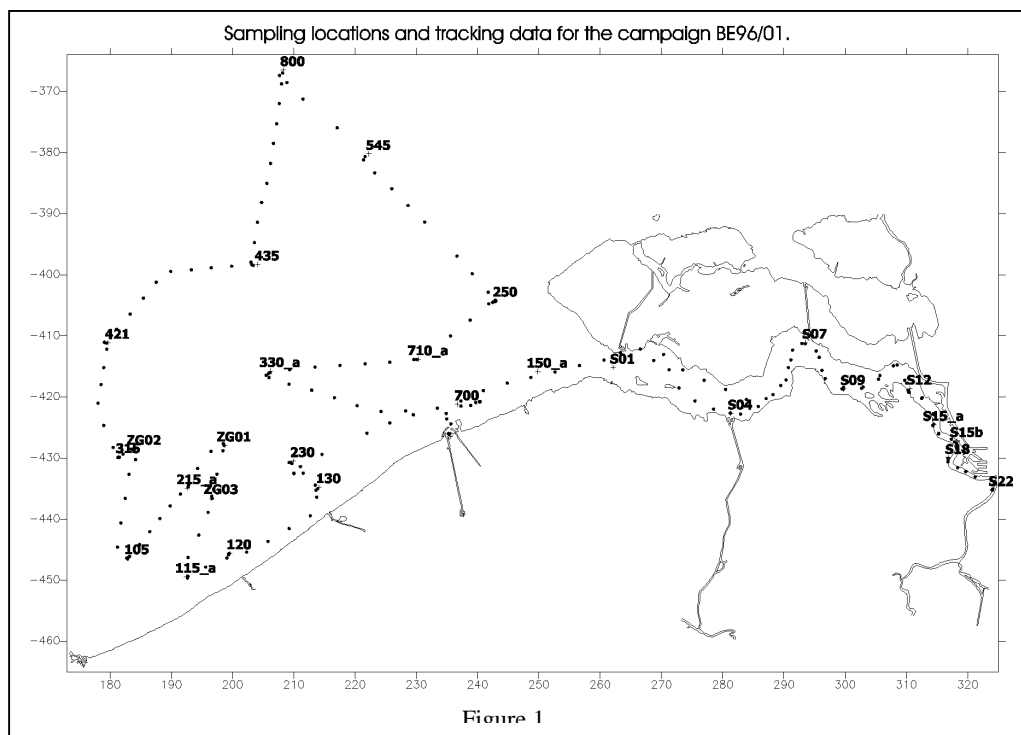 Sampling locations and tracking data for the campaign BE96/01.
800
−370
545
−380
−390
435
−400
250
421
−410
S07
710_a
S01
330_a
150_a
S09
S12
700
S04
−420
S15_a
S15b
ZG02
ZG01
316
230
S18
−430
215_a
130
S22
ZG03
−440
105
120
115_a
−450
−460
180 190 200 210 220 230 240 250 260 270 280 290 300 310 320
Figure 1